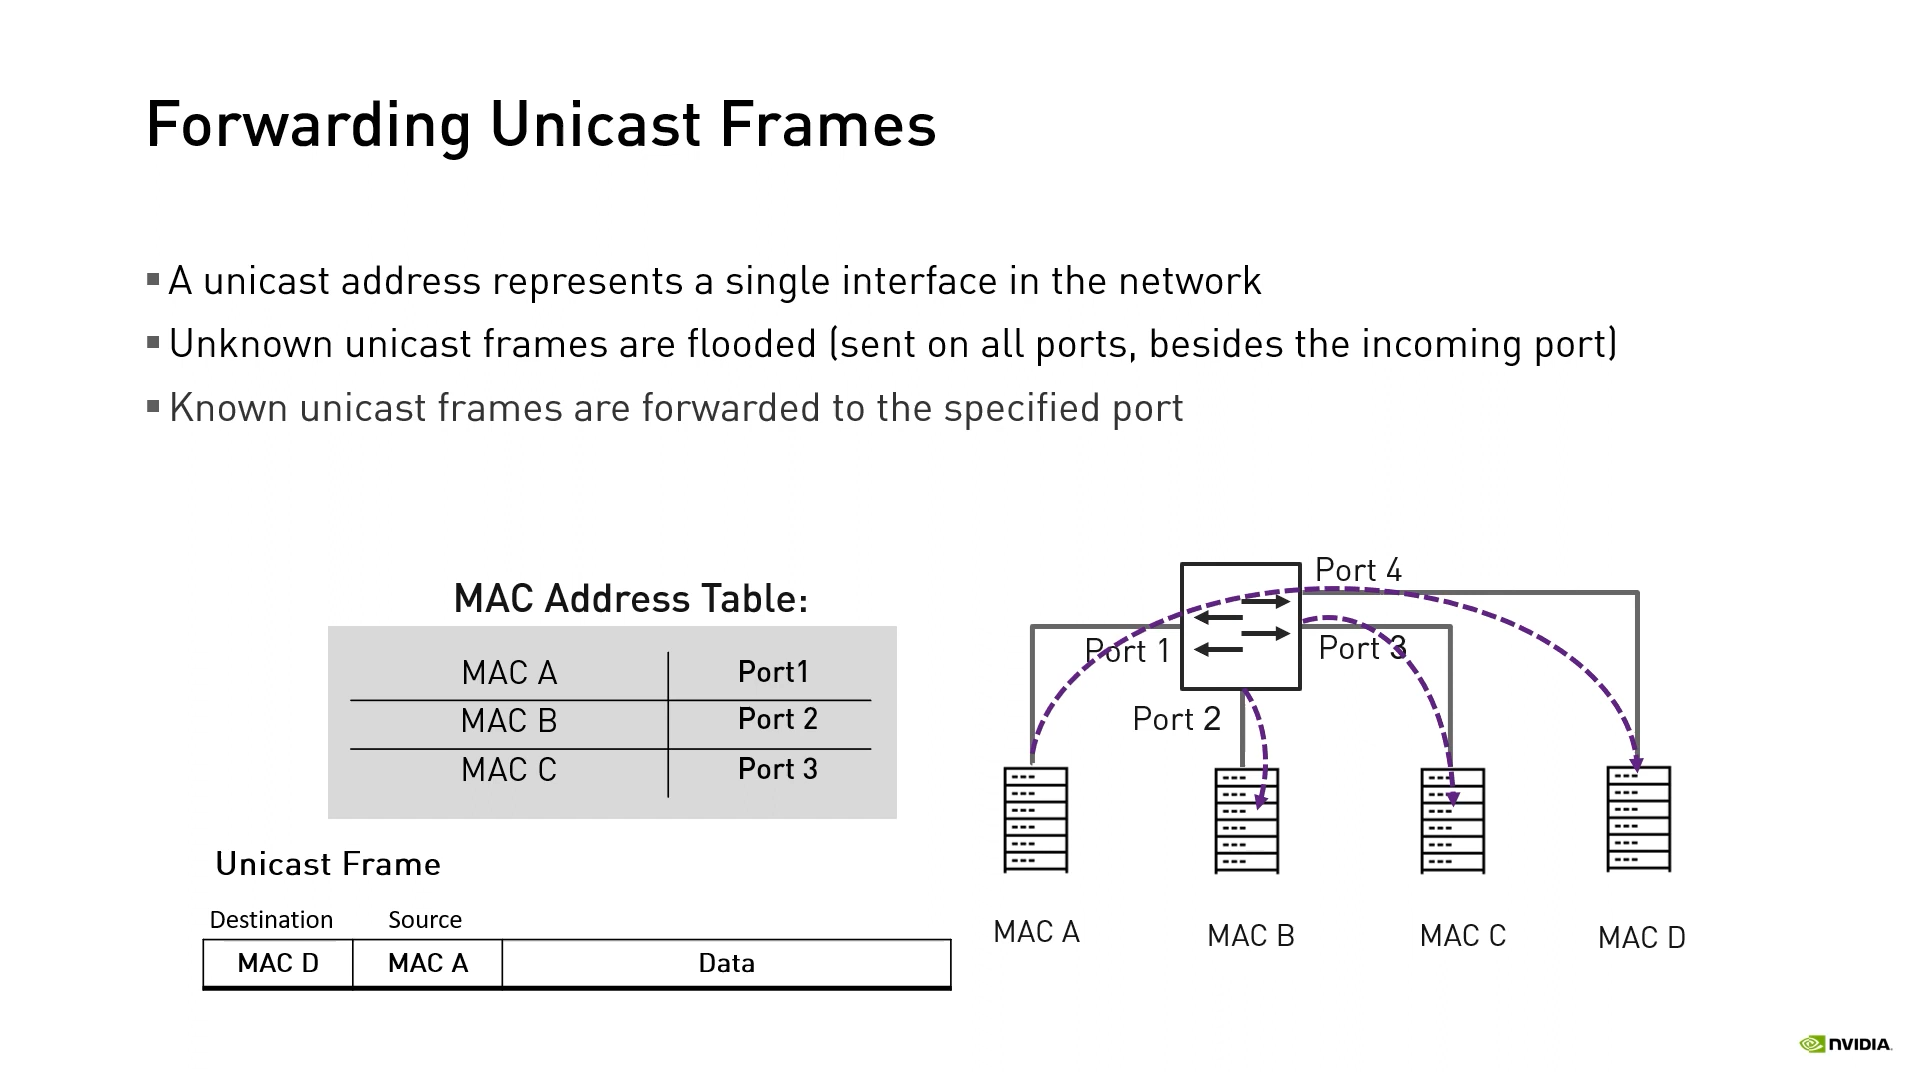 Forwarding Unicast Frames
A unicast address represents a single interface in the network
Unknown unicast frames are flooded (sent on all ports, besides the incoming port)
Known unicast frames are forwarded to the specified port
MAC Address Table:
MAC A Port1
MAC B Port 2
MAC C Port 3
Unicast Frame
Destination Source
MAC D MAC A Data
Port 4
Port 1
Port 3
Port 2
MAC A
MAC B
MAC C
MAC D
NVIDIA.